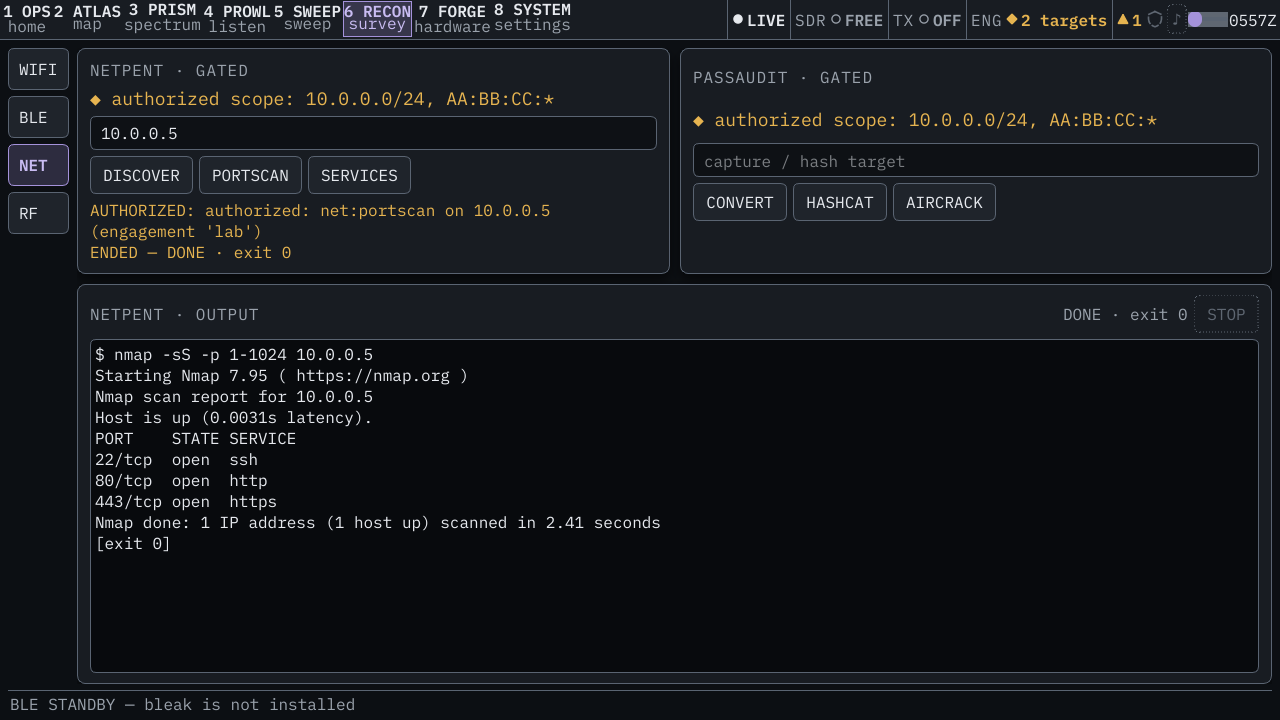 1 OPS 2 ATLAS 3 PRISM 4 PROWL 5 SWEEP 6 RECON 7 FORGE 8 SYSTEM
home map spectrum listen sweep survey hardware settings
● LIVE SDR ○ FREE TX ○ OFF ENG ◆ 2 targets ▲ 1 ♪ 0557Z
WIFI
BLE
NET
RF
NETPENT · GATED
◆ authorized scope: 10.0.0.0/24, AA:BB:CC:*
10.0.0.5
DISCOVER PORTSCAN SERVICES
AUTHORIZED: authorized: net:portscan on 10.0.0.5
(engagement 'lab')
ENDED — DONE · exit 0
PASSAUDIT · GATED
◆ authorized scope: 10.0.0.0/24, AA:BB:CC:*
capture / hash target
CONVERT HASHCAT AIRCRACK
NETPENT · OUTPUT
DONE · exit 0 STOP
$ nmap -sS -p 1-1024 10.0.0.5
Starting Nmap 7.95 ( https://nmap.org )
Nmap scan report for 10.0.0.5
Host is up (0.0031s latency).
PORT    STATE SERVICE
22/tcp  open  ssh
80/tcp  open  http
443/tcp open  https
Nmap done: 1 IP address (1 host up) scanned in 2.41 seconds
[exit 0]
BLE STANDBY — bleak is not installed